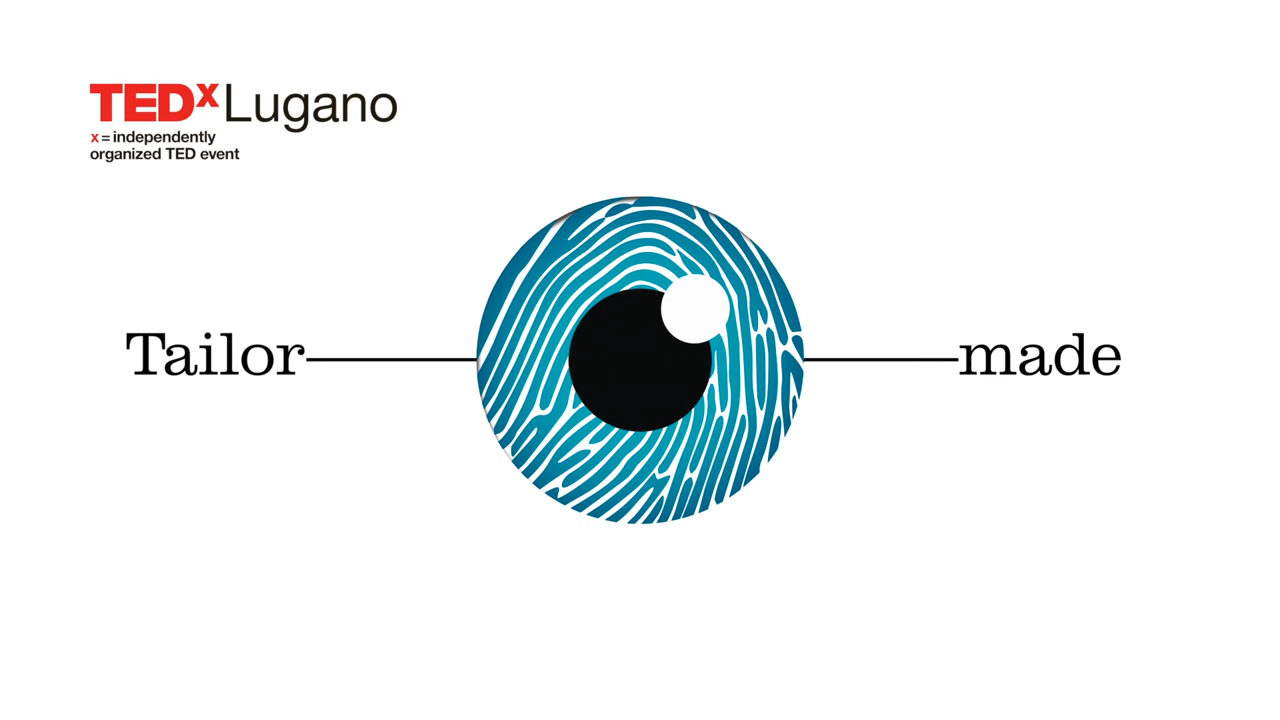 TEDxLugano
x = independently
organized TED event
Tailor made